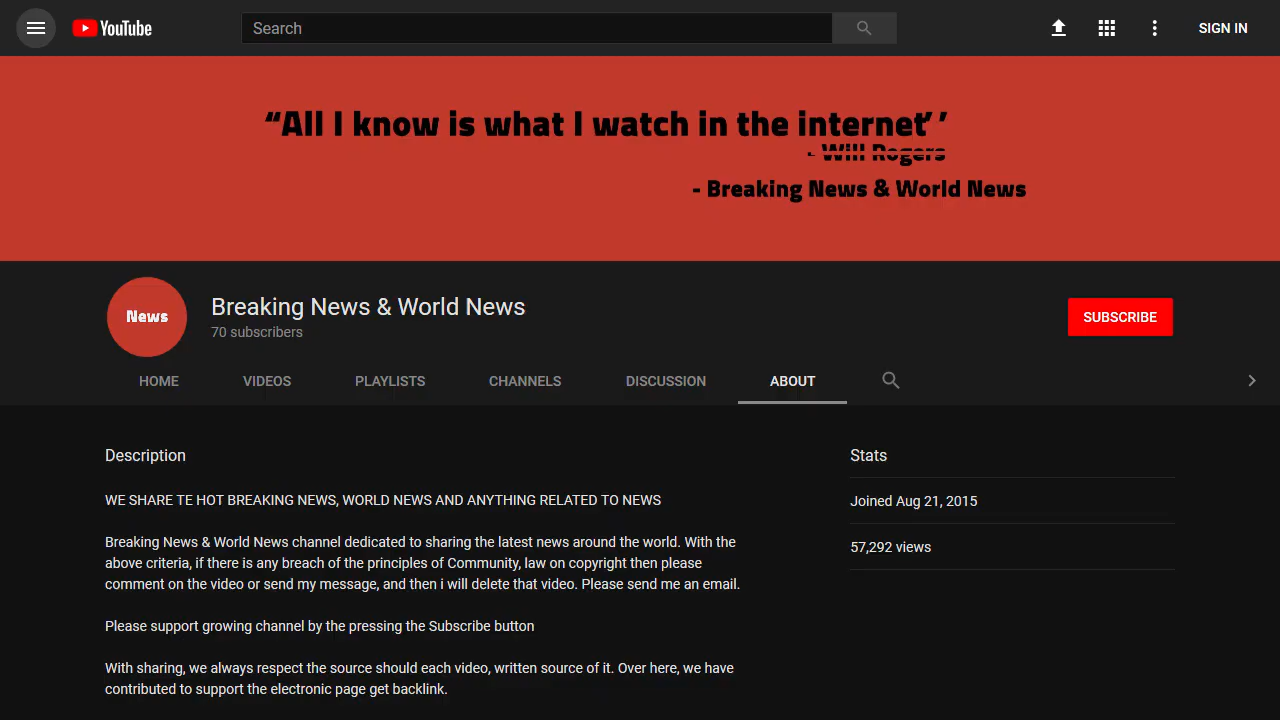 YouTube
Search
SIGN IN
“All I know is what I watch in the internet’ ’
- Will Rogers
- Breaking News & World News
News
Breaking News & World News
70 subscribers
SUBSCRIBE
HOME VIDEOS PLAYLISTS CHANNELS DISCUSSION ABOUT
Description
WE SHARE TE HOT BREAKING NEWS, WORLD NEWS AND ANYTHING RELATED TO NEWS
Breaking News & World News channel dedicated to sharing the latest news around the world. With the
above criteria, if there is any breach of the principles of Community, law on copyright then please
comment on the video or send my message, and then i will delete that video. Please send me an email.
Please support growing channel by the pressing the Subscribe button
With sharing, we always respect the source should each video, written source of it. Over here, we have
contributed to support the electronic page get backlink.
Stats
Joined Aug 21, 2015
57,292 views